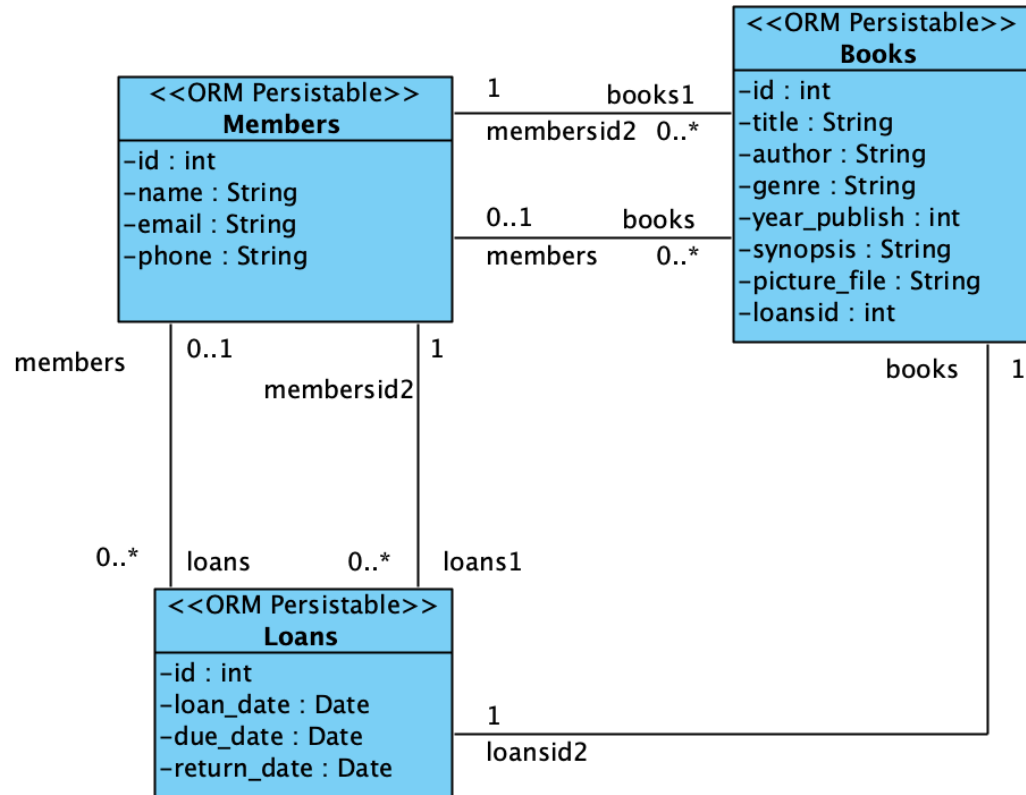 <<ORM Persistable>>
Members
-id : int
-name : String
-email : String
-phone : String
1 books1
membersid2 0..*
0..1 books
members 0..*
<<ORM Persistable>>
Books
-id : int
-title : String
-author : String
-genre : String
-year_publish : int
-synopsis : String
-picture_file : String
-loansid : int
members 0..1
1
membersid2
books 1
0..* loans
0..* loans1
<<ORM Persistable>>
Loans
-id : int
-loan_date : Date
-due_date : Date
-return_date : Date
1
loansid2